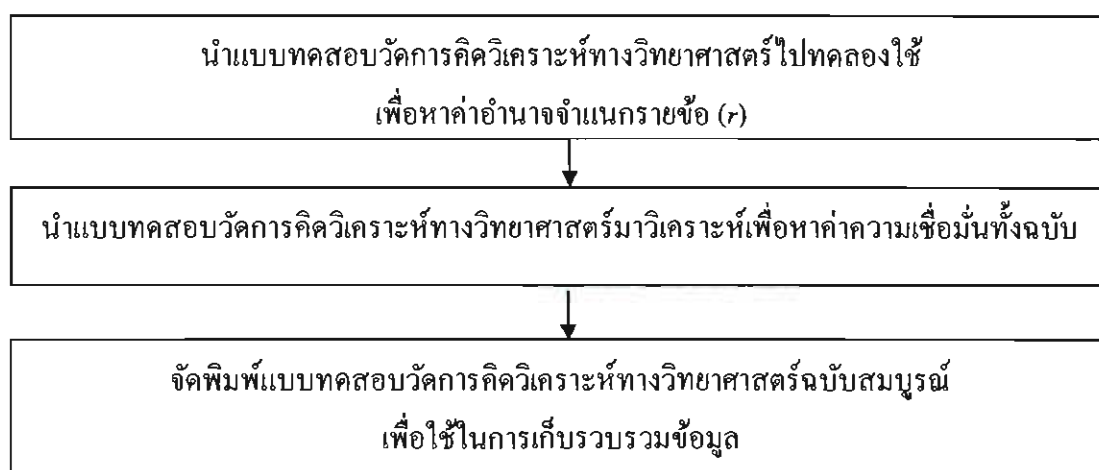 นำแบบทดสอบวัดการคิดวิเคราะห์ทางวิทยาศาสตร์ไปทดลองใช้
เพื่อหาค่าอำนาจจำแนกรายข้อ (r)
นำแบบทดสอบวัดการคิดวิเคราะห์ทางวิทยาศาสตร์มาวิเคราะห์เพื่อหาค่าความเชื่อมั่นทั้งฉบับ
จัดพิมพ์แบบทดสอบวัดการคิดวิเคราะห์ทางวิทยาศาสตร์ฉบับสมบูรณ์
เพื่อใช้ในการเก็บรวบรวมข้อมูล